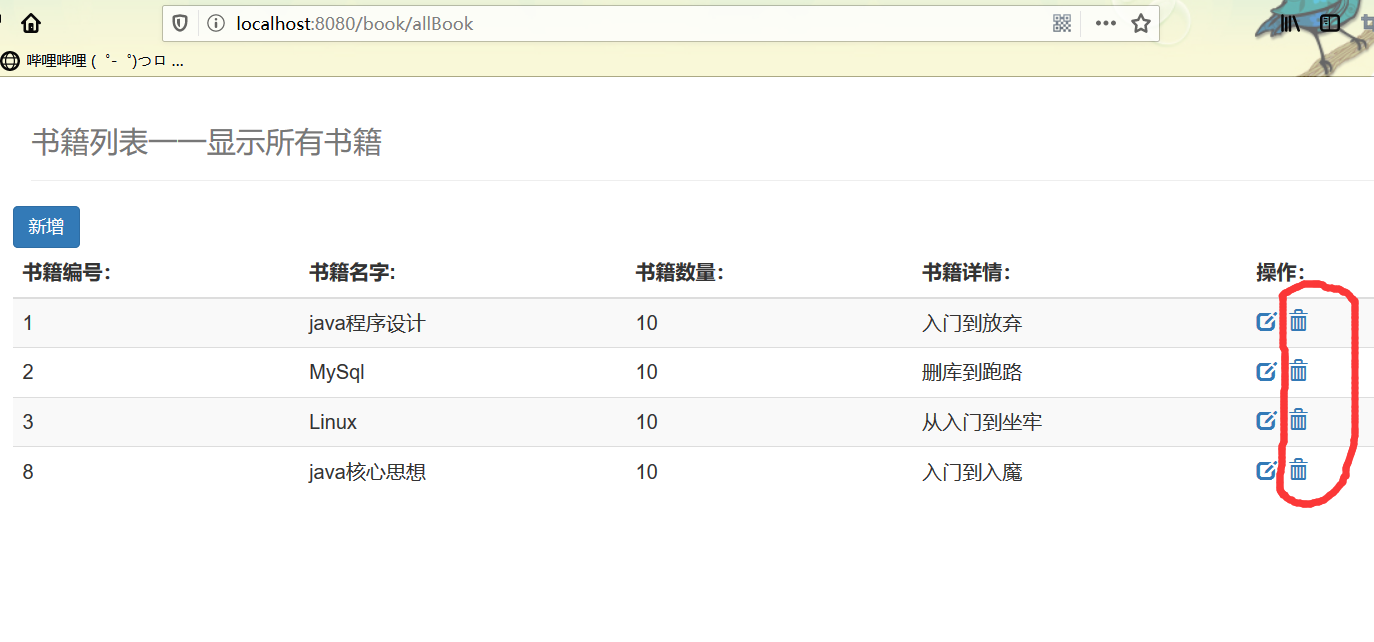 localhost:8080/book/allBook
哔哩哔哩 (゜-゜)つロ ...
书籍列表一一显示所有书籍
新增
书籍编号: 书籍名字: 书籍数量: 书籍详情: 操作:
1 java程序设计 10 入门到放弃
2 MySql 10 删库到跑路
3 Linux 10 从入门到坐牢
8 java核心思想 10 入门到入魔